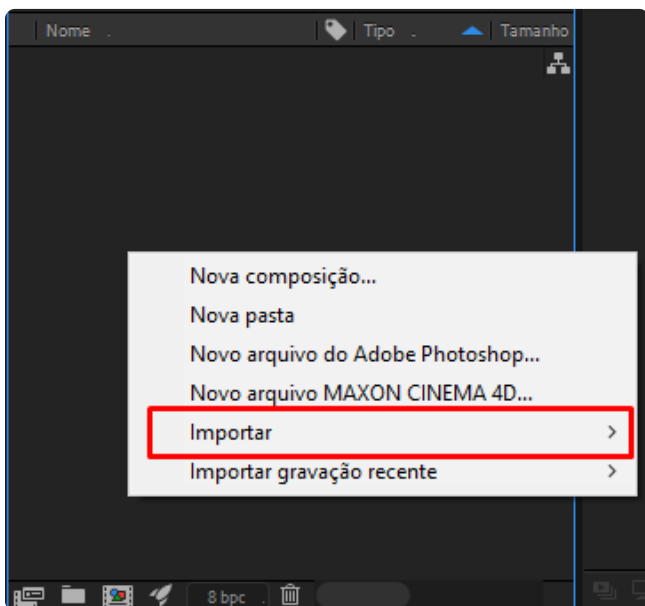 Nome . Tipo . Tamanho
Nova composição...
Nova pasta
Novo arquivo do Adobe Photoshop...
Novo arquivo MAXON CINEMA 4D...
Importar >
Importar gravação recente >
8 bpc .